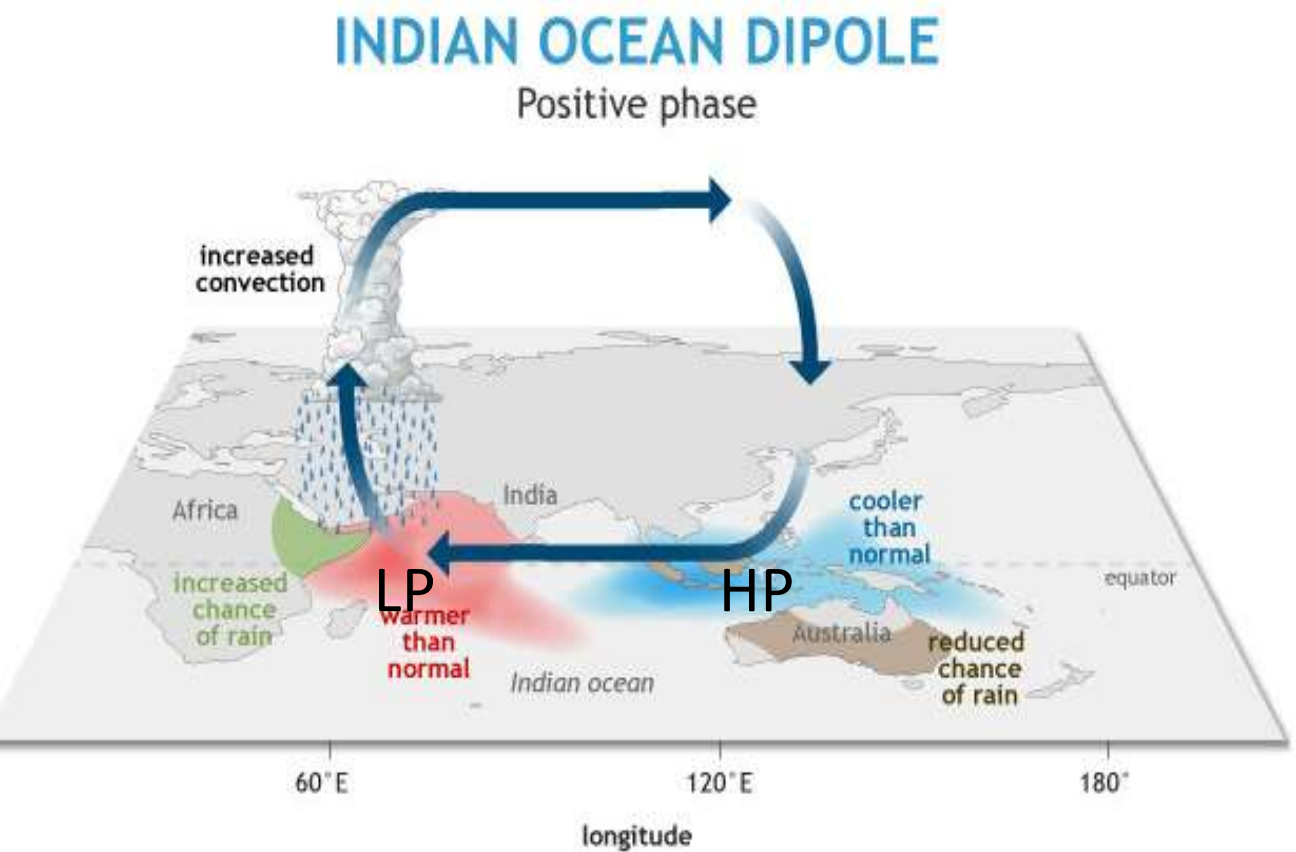 INDIAN OCEAN DIPOLE
Positive phase
increased
convection
Africa
India
cooler
than
normal
increased
chance
of rain
LP
warmer
than
normal
HP
equator
Australia
reduced
chance
of rain
Indian ocean
60°E
120°E
180°
longitude